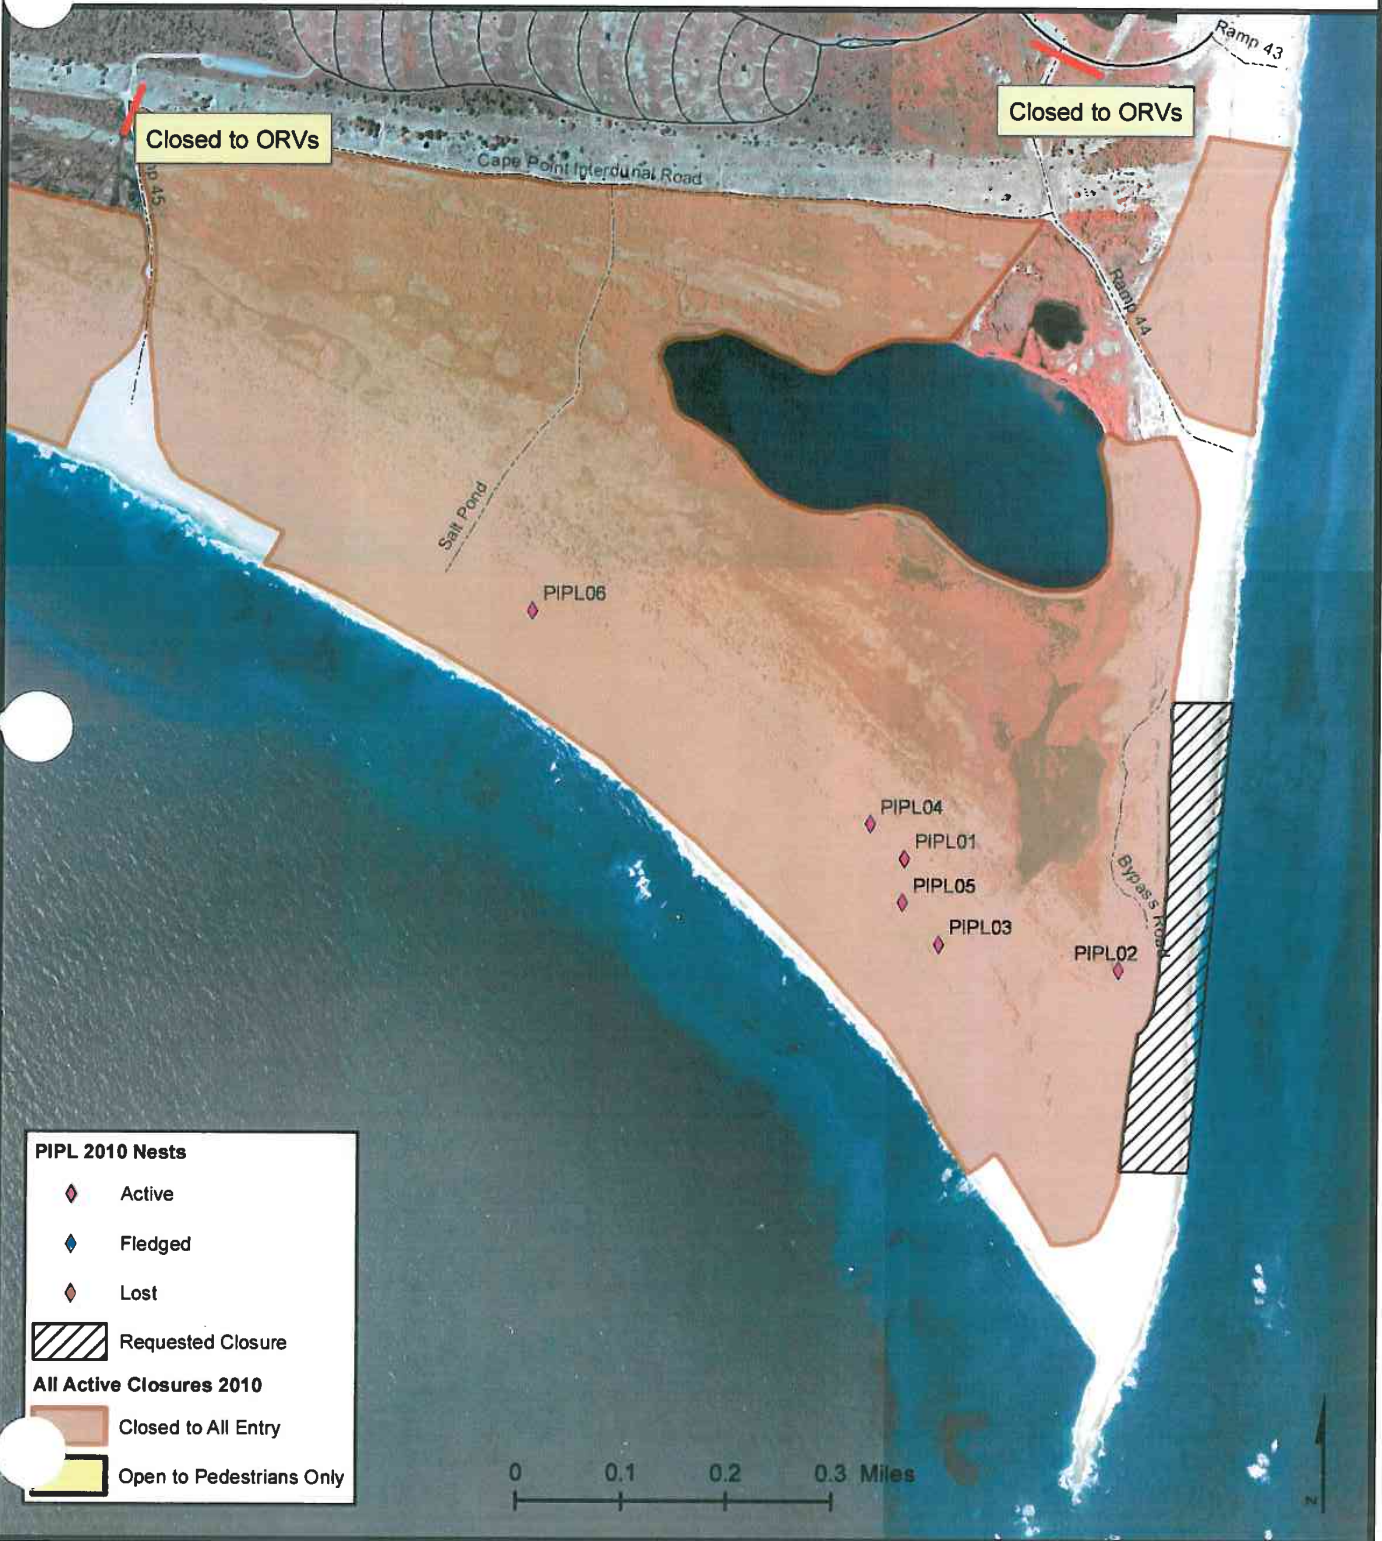 Ramp 43
Closed to ORVs
Closed to ORVs
Cape Point Interdunal Road
Ramp 44
Salt Pond
PIPL06
PIPL04
PIPL01
PIPL05
PIPL03
PIPL02
Bypass Road
PIPL 2010 Nests
Active
Fledged
Lost
Requested Closure
All Active Closures 2010
Closed to All Entry
Open to Pedestrians Only
0 0.1 0.2 0.3 Miles
N